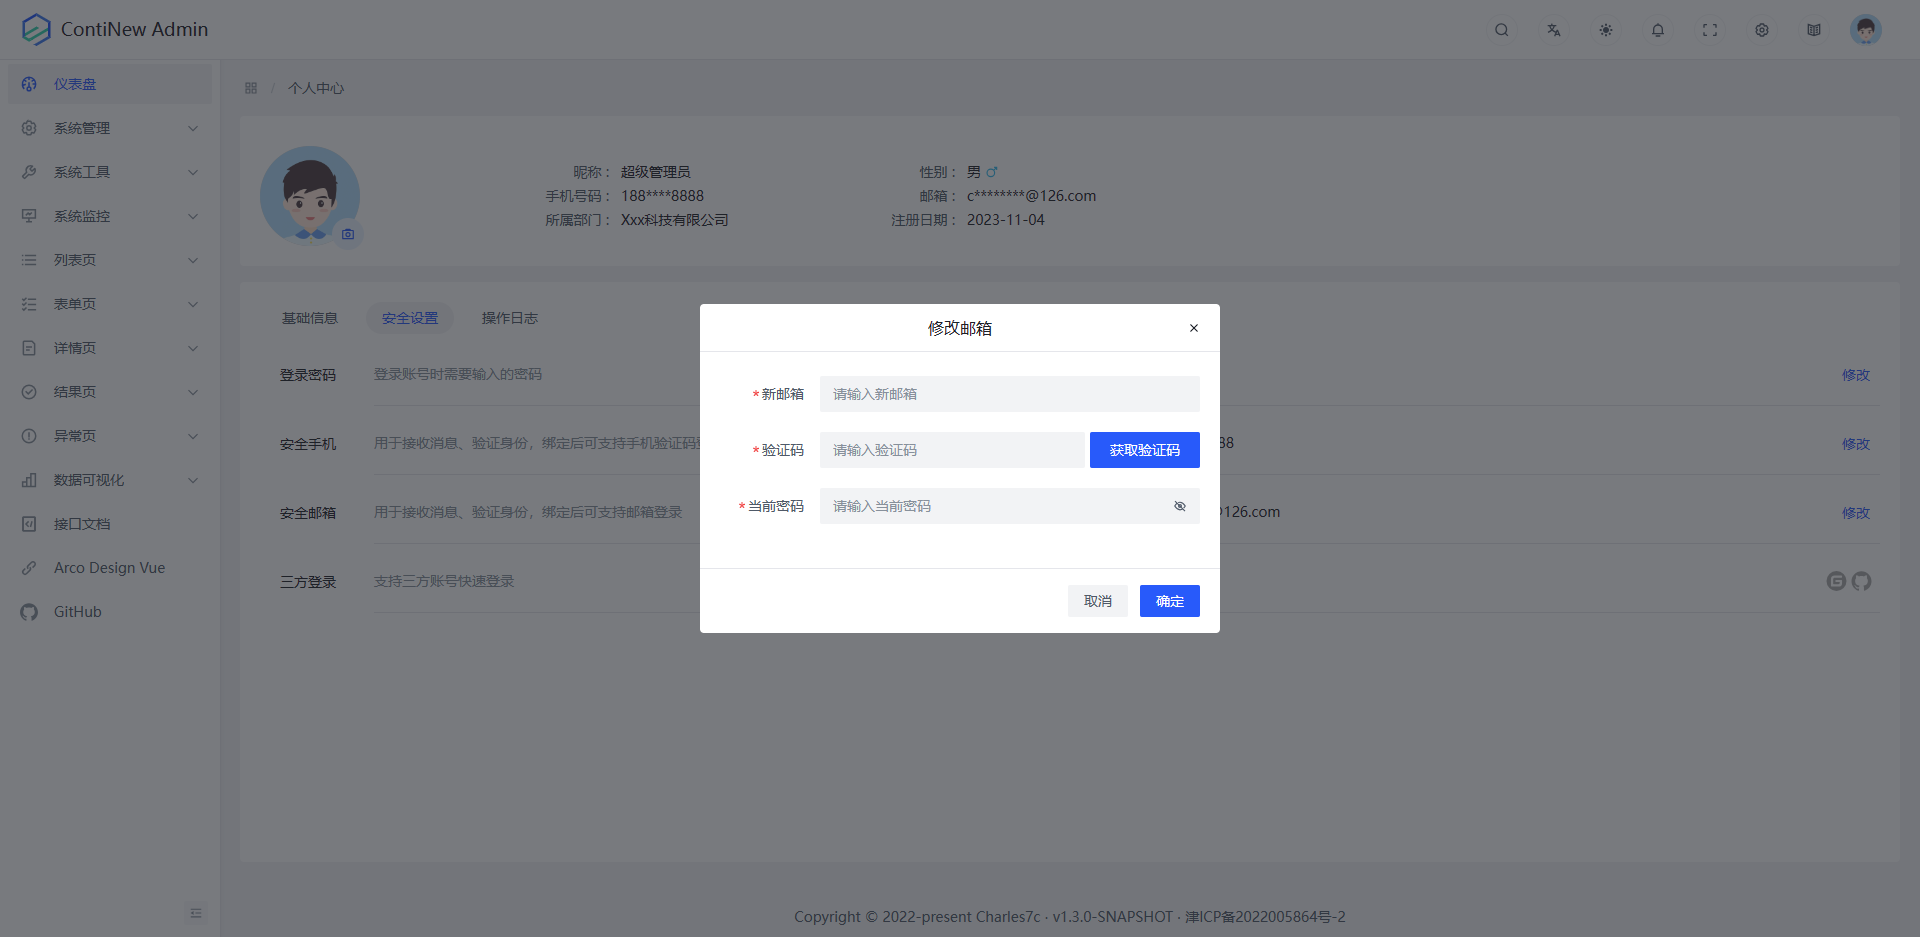 ContiNew Admin
仪表盘
系统管理
系统工具
系统监控
列表页
表单页
详情页
结果页
异常页
数据可视化
接口文档
Arco Design Vue
GitHub
/ 个人中心
昵称： 超级管理员 性别： 男
手机号码： 188****8888 邮箱： c********@126.com
所属部门： Xxx科技有限公司 注册日期： 2023-11-04
基础信息 安全设置 操作日志
登录密码 登录账号时需要输入的密码 修改
安全手机 用于接收消息、验证身份，绑定后可支持手机验证码 88 修改
安全邮箱 用于接收消息、验证身份，绑定后可支持邮箱登录 @126.com 修改
三方登录 支持三方账号快速登录
修改邮箱
*新邮箱 请输入新邮箱
*验证码 请输入验证码 获取验证码
*当前密码 请输入当前密码
取消 确定
Copyright © 2022-present Charles7c · v1.3.0-SNAPSHOT · 津ICP备2022005864号-2